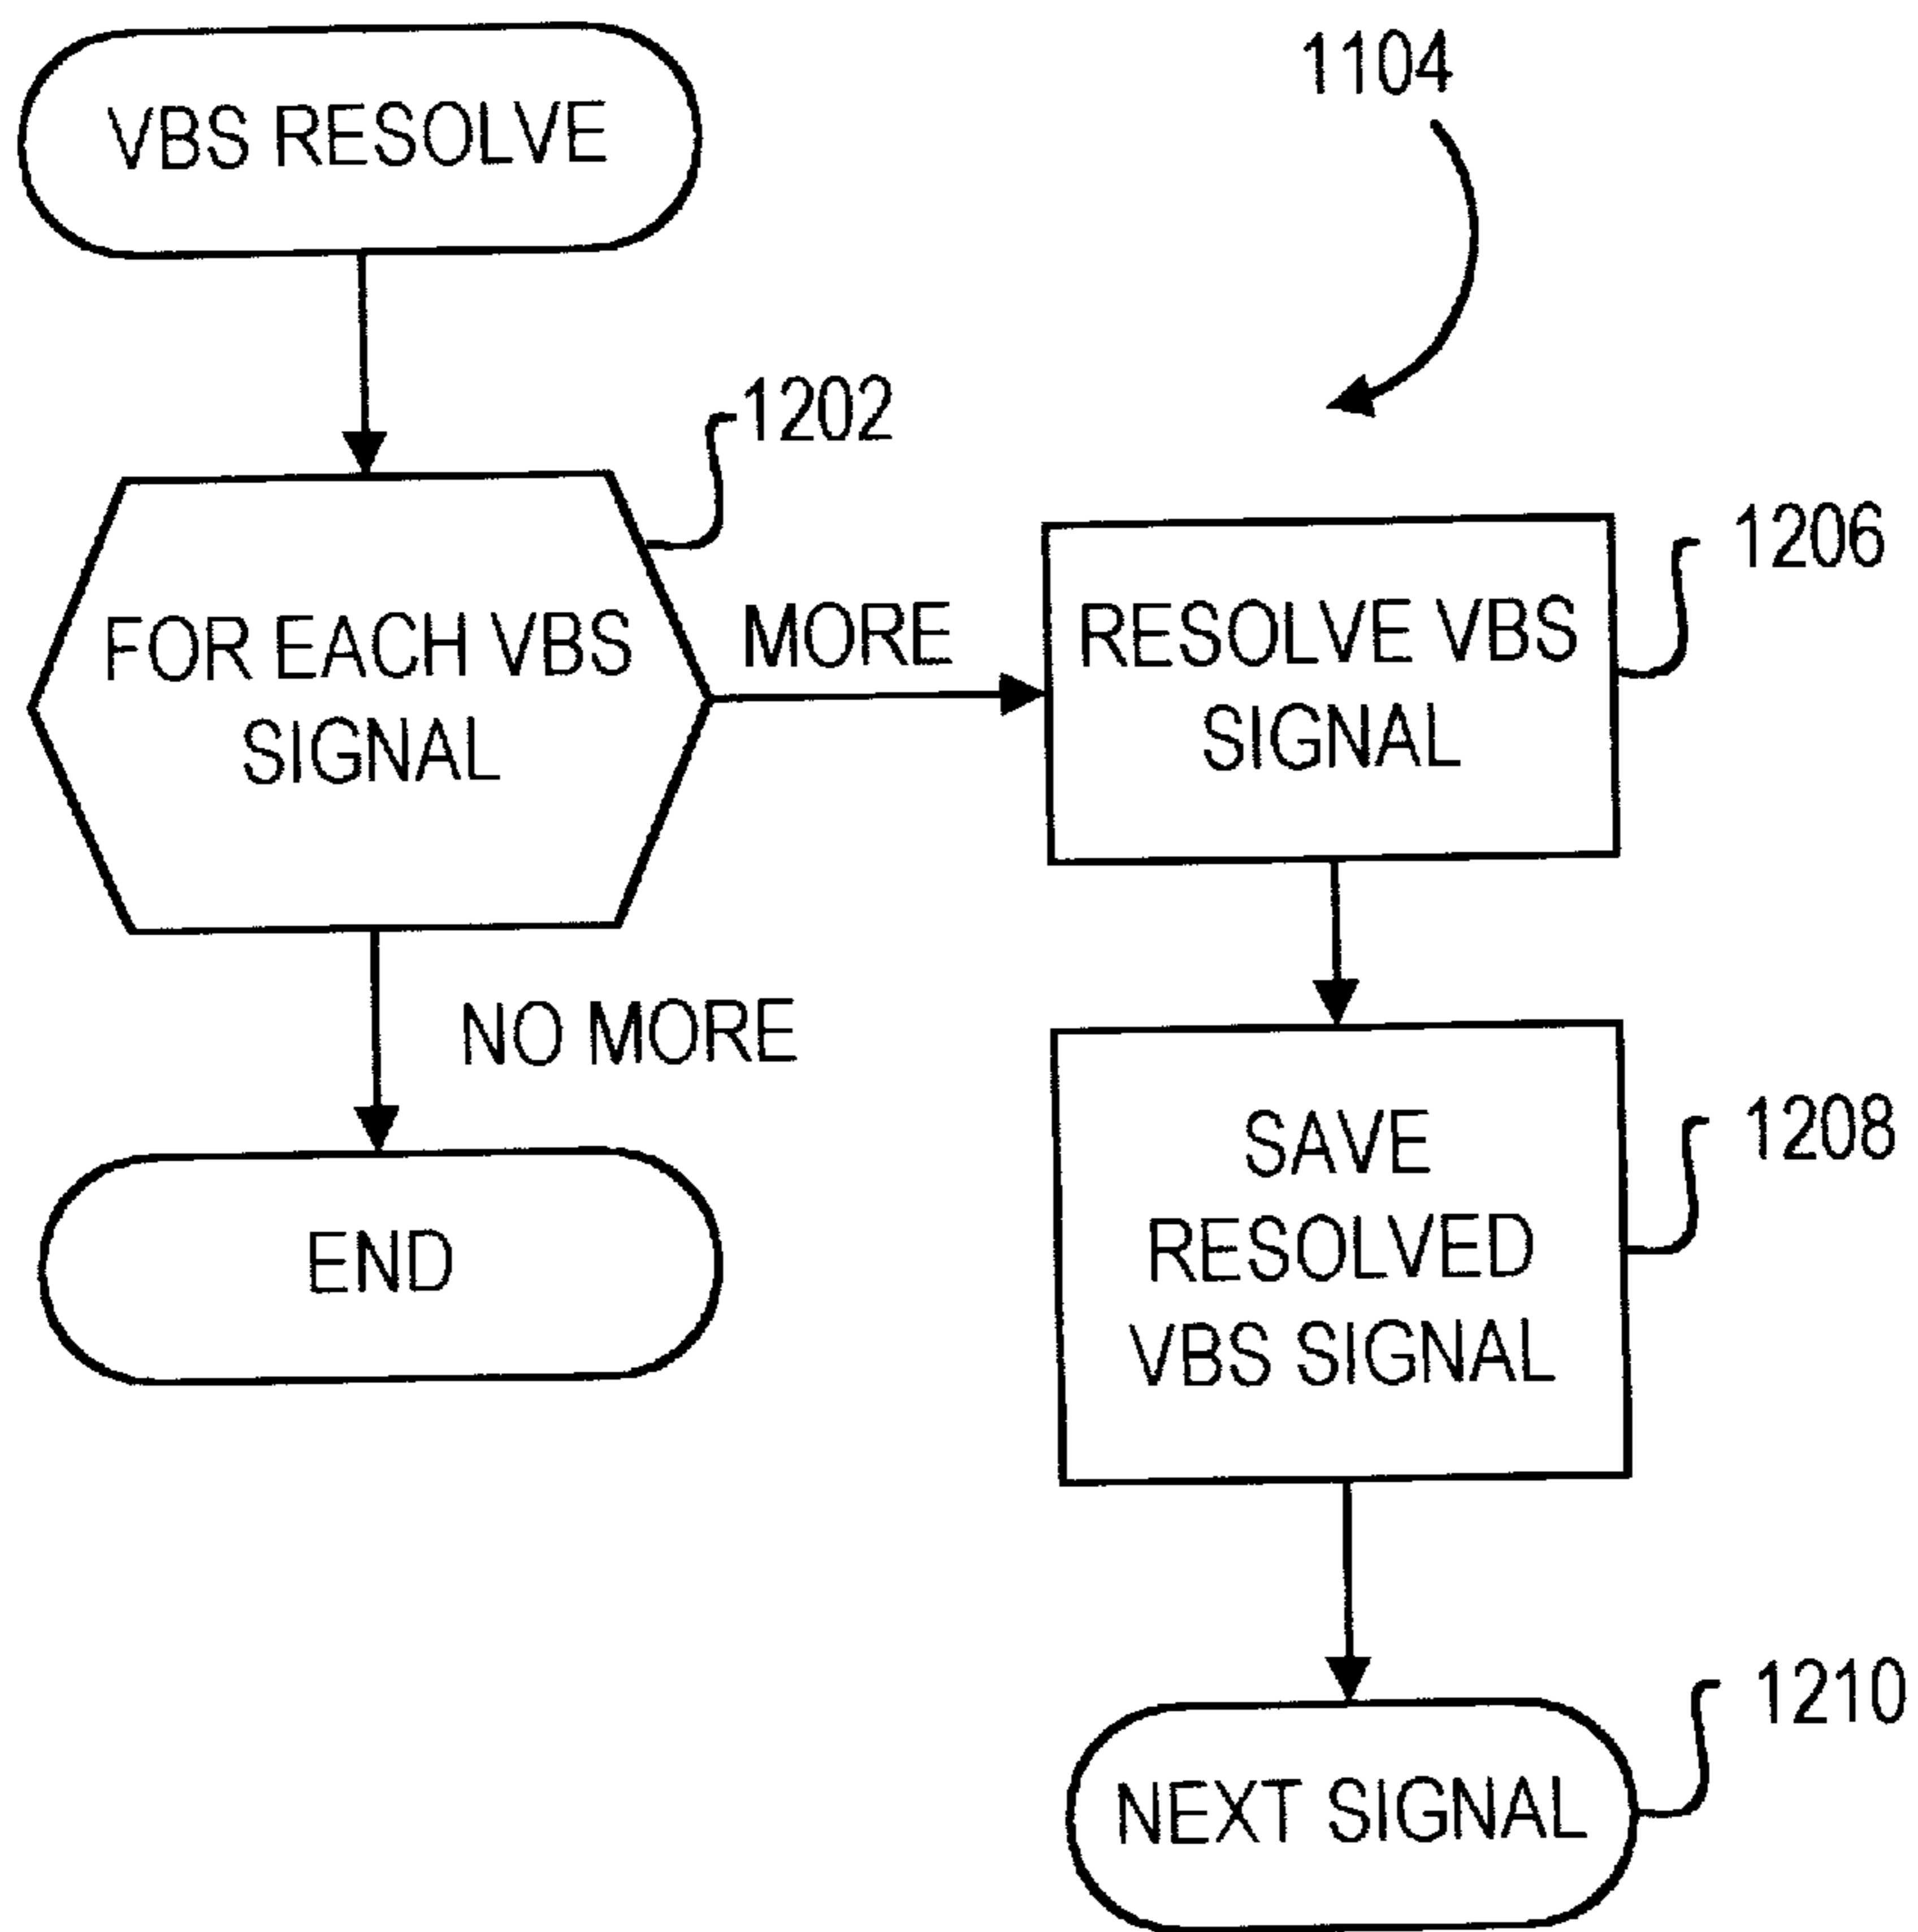 VBS RESOLVE
1104
1202
FOR EACH VBS
SIGNAL
MORE
RESOLVE VBS
SIGNAL
1206
NO MORE
END
SAVE
RESOLVED
VBS SIGNAL
1208
NEXT SIGNAL
1210